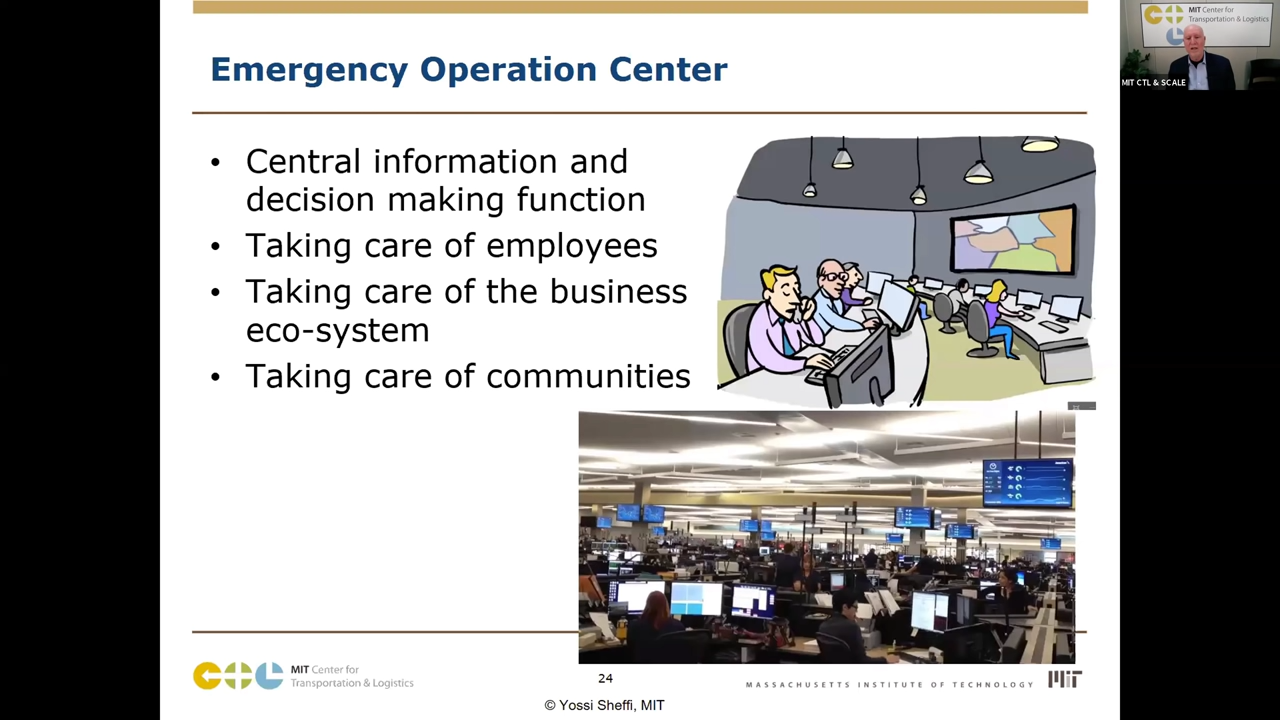 Emergency Operation Center
• Central information and
decision making function
• Taking care of employees
• Taking care of the business
eco-system
• Taking care of communities
MIT Center for
Transportation & Logistics
24
MASSACHUSETTS INSTITUTE OF TECHNOLOGY
© Yossi Sheffi, MIT
MIT Center for
Transportation & Logistics
MIT CTL & SCALE